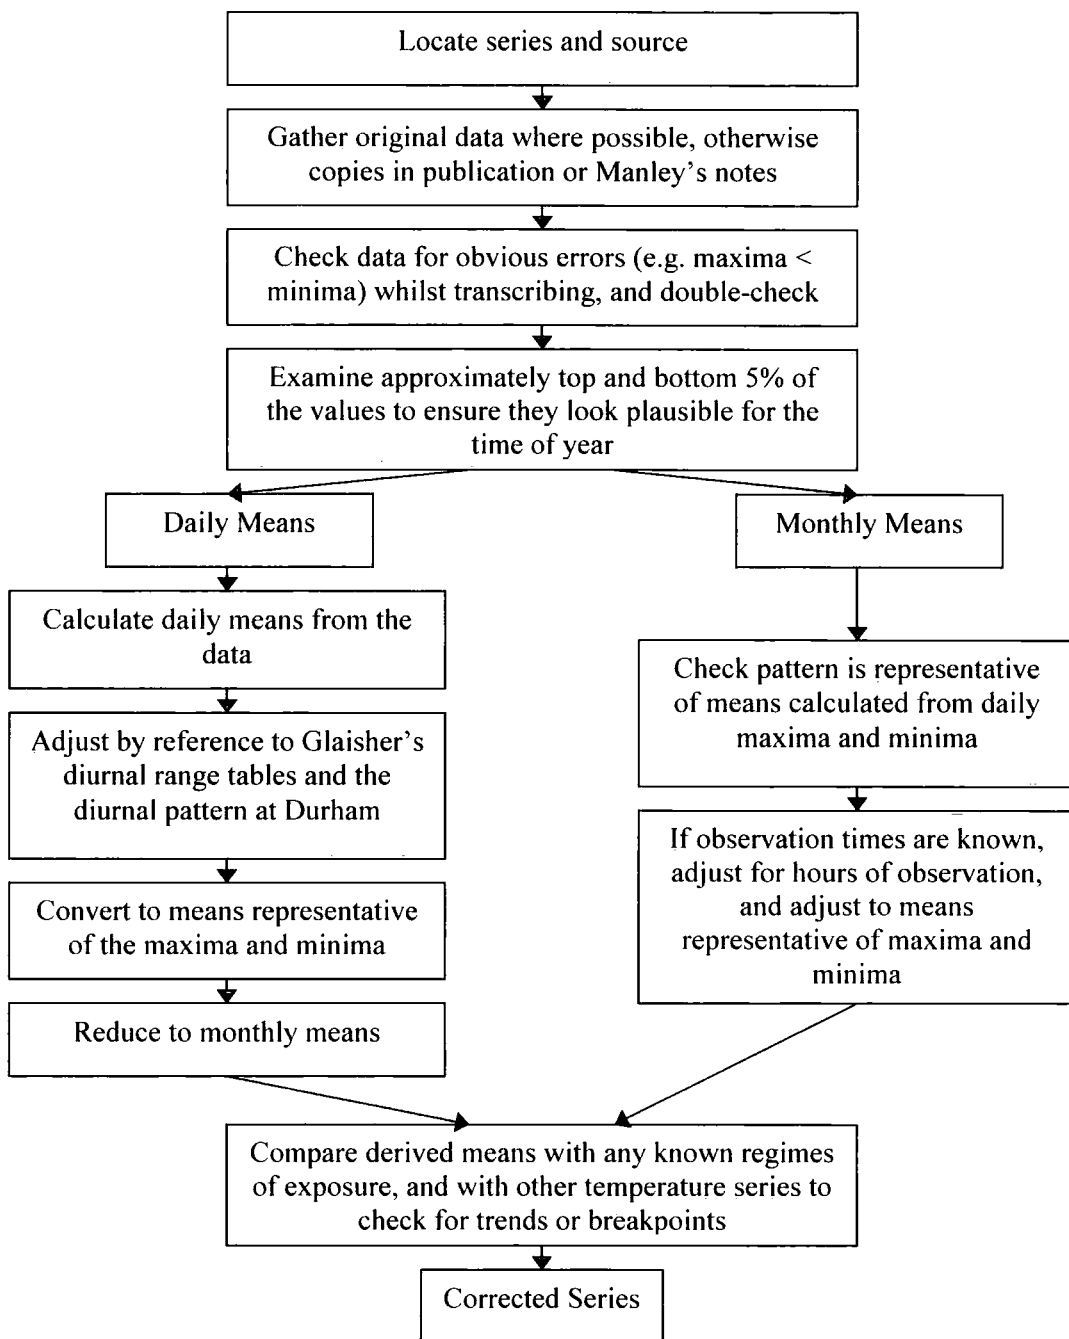 Locate series and source
Gather original data where possible, otherwise
copies in publication or Manley's notes
Check data for obvious errors (e.g. maxima <
minima) whilst transcribing, and double-check
Examine approximately top and bottom 5% of
the values to ensure they look plausible for the
time of year
Daily Means
Monthly Means
Calculate daily means from the
data
Adjust by reference to Glaisher's
diurnal range tables and the
diurnal pattern at Durham
Convert to means representative
of the maxima and minima
Reduce to monthly means
Check pattern is representative
of means calculated from daily
maxima and minima
If observation times are known,
adjust for hours of observation,
and adjust to means
representative of maxima and
minima
Compare derived means with any known regimes
of exposure, and with other temperature series to
check for trends or breakpoints
Corrected Series